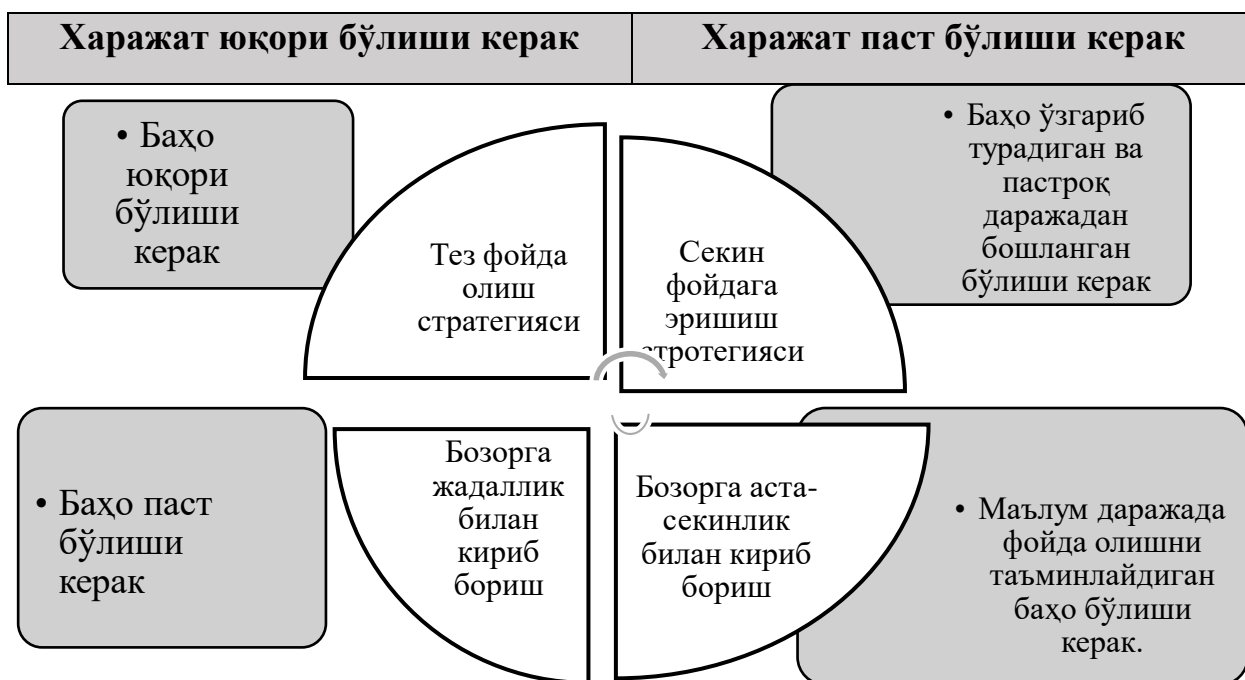 Харажат юқори бўлиши керак
Харажат паст бўлиши керак
• Баҳо
юқори
бўлиши
керак
Тез фойда
олиш
стратегияси
Секин
фойдага
эришиш
стротегияси
• Баҳо ўзгариб
турадиган ва
пастроқ
даражадан
бошланган
бўлиши керак
• Баҳо паст
бўлиши
керак
Бозорга
жадаллик
билан
кириб
бориш
Бозорга аста-
секинлик
билан кириб
бориш
• Маълум даражада
фойда олишни
таъминлайдиган
баҳо бўлиши
керак.